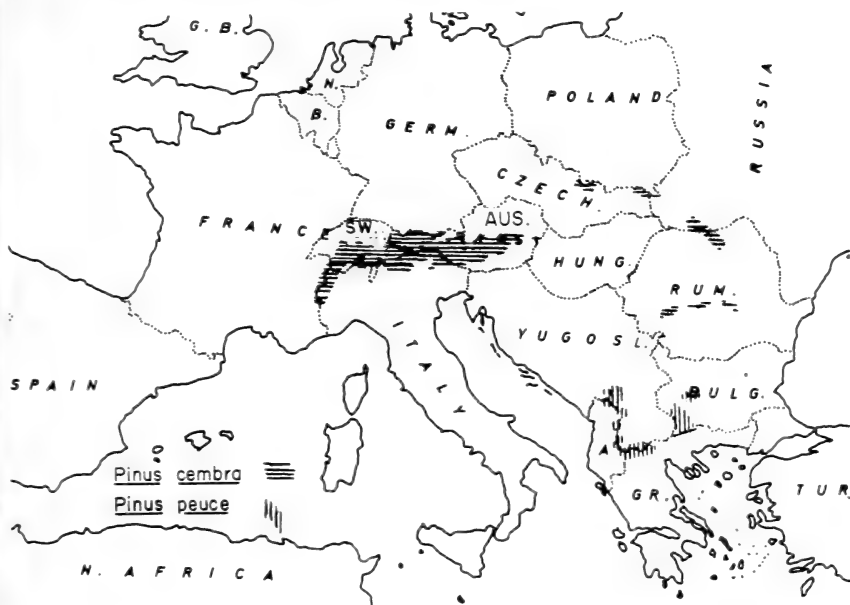 G. B.
N.
B.
GERM.
POLAND
RUSSIA
CZECH.
FRANCE
SW.
AUS.
HUNG.
RUM.
ITALY
YUGOSL.
BULG.
SPAIN
A
U
L
GR.
TUR
Pinus cembra
Pinus peuce
N. AFRICA